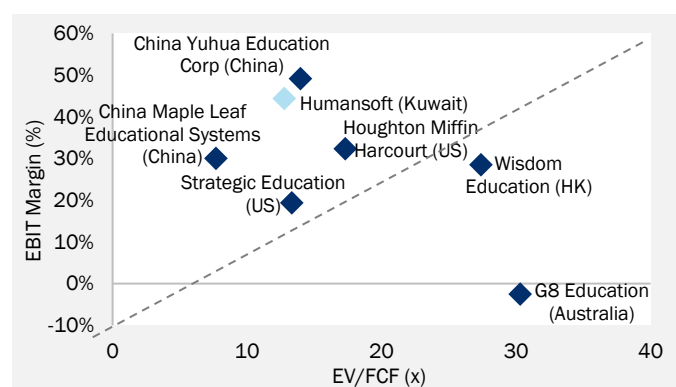 60%
China Yuhua Education
Corp (China)
50%
40%
Humansoft (Kuwait)
China Maple Leaf
Educational Systems
(China)
Houghton Miffin
Harcourt (US)
30%
Wisdom
Education (HK)
Strategic Education
(US)
20%
10%
0%
G8 Education
(Australia)
-10%
EBIT Margin (%)
0 10 20 30 40
EV/FCF (x)